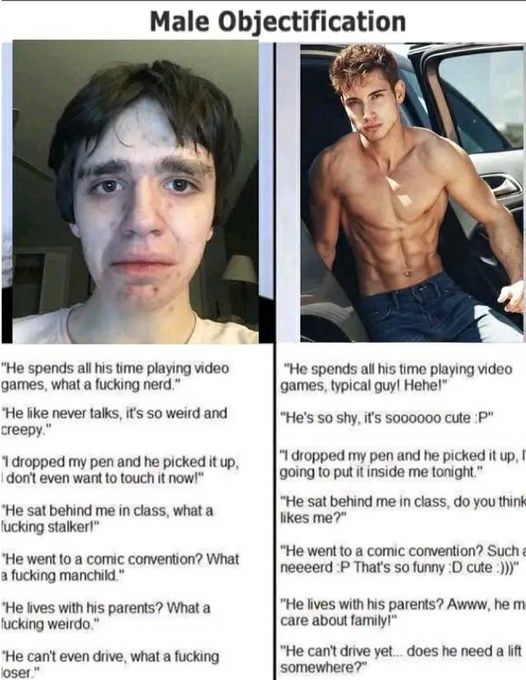 Male Objectification
"He spends all his time playing video
games, what a fucking nerd."
"He like never talks, it's so weird and
creepy."
"I dropped my pen and he picked it up,
I don't even want to touch it now!"
"He sat behind me in class, what a
fucking stalker!"
"He went to a comic convention? What
a fucking manchild."
"He lives with his parents? What a
fucking weirdo."
"He can't even drive, what a fucking
loser."
"He spends all his time playing video
games, typical guy! Hehe!"
"He's so shy, it's soooooo cute :P"
"I dropped my pen and he picked it up,
going to put it inside me tonight."
"He sat behind me in class, do you think
likes me?"
"He went to a comic convention? Such
neeeerd :P That's so funny :D cute :)))"
"He lives with his parents? Awww, he
care about family!"
"He can't drive yet... does he need a lift
somewhere?"